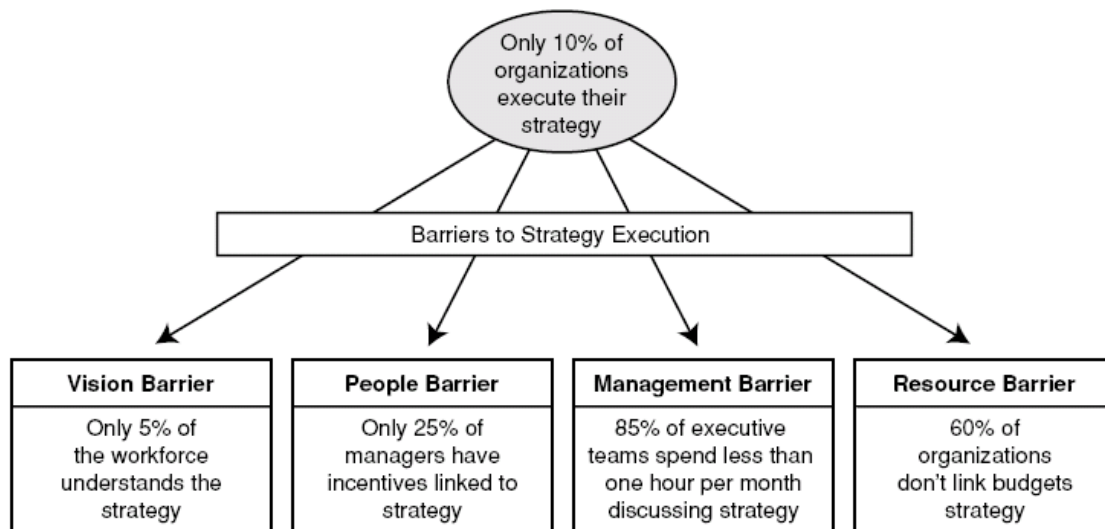 Only 10% of
organizations
execute their
strategy
Barriers to Strategy Execution
Vision Barrier
Only 5% of
the workforce
understands the
strategy
People Barrier
Only 25% of
managers have
incentives linked to
strategy
Management Barrier
85% of executive
teams spend less than
one hour per month
discussing strategy
Resource Barrier
60% of
organizations
don't link budgets
strategy